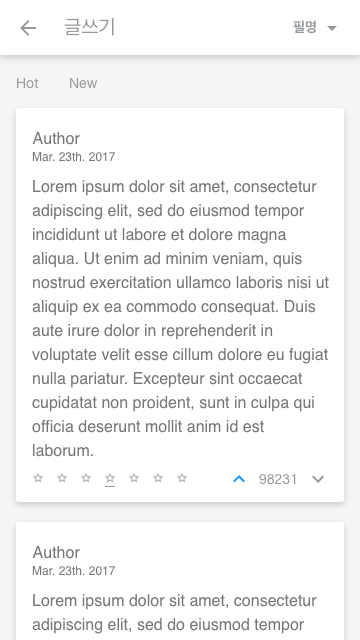 글쓰기
필명
Hot New
Author
Mar. 23th. 2017
Lorem ipsum dolor sit amet, consectetur
adipiscing elit, sed do eiusmod tempor
incididunt ut labore et dolore magna
aliqua. Ut enim ad minim veniam, quis
nostrud exercitation ullamco laboris nisi ut
aliquip ex ea commodo consequat. Duis
aute irure dolor in reprehenderit in
voluptate velit esse cillum dolore eu fugiat
nulla pariatur. Excepteur sint occaecat
cupidatat non proident, sunt in culpa qui
officia deserunt mollit anim id est
laborum.
98231
Author
Mar. 23th. 2017
Lorem ipsum dolor sit amet, consectetur
adipiscing elit, sed do eiusmod tempor